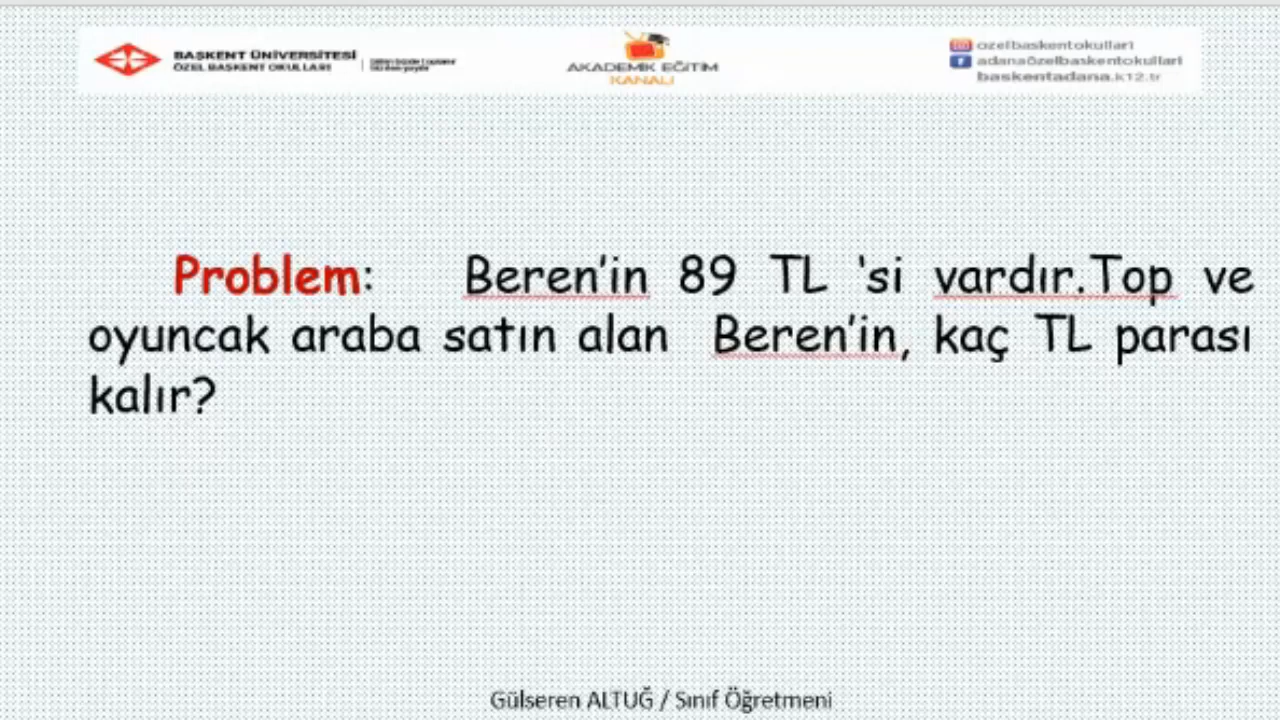 BAŞKENT ÜNİVERSİTESİ
ÖZEL BAŞKENT OKULLARI
AKADEMİK EĞİTİM
KANALI
ozelbaskentokullari
adanaözelbaskentokullari
baskentadana.k12.tr
Problem: Beren’in 89 TL ‘si vardır.Top ve
oyuncak araba satın alan Beren’in, kaç TL parası
kalır?
Gülseren ALTUĞ / Sınıf Öğretmeni